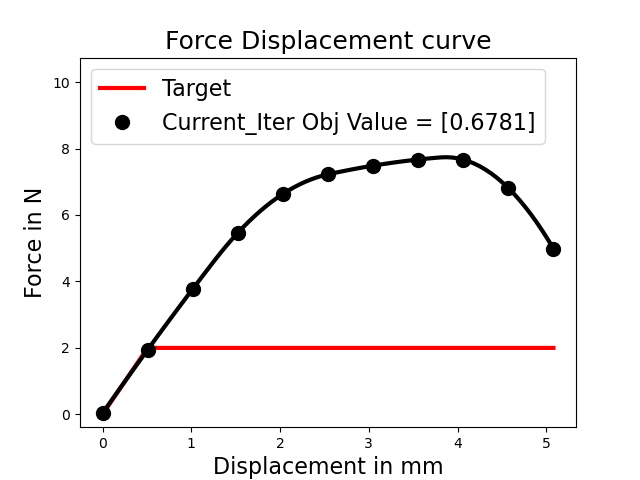 Force Displacement curve
Target
Current_Iter Obj Value = [0.6781]
10
8
6
4
2
0
Force in N
0 1 2 3 4 5
Displacement in mm